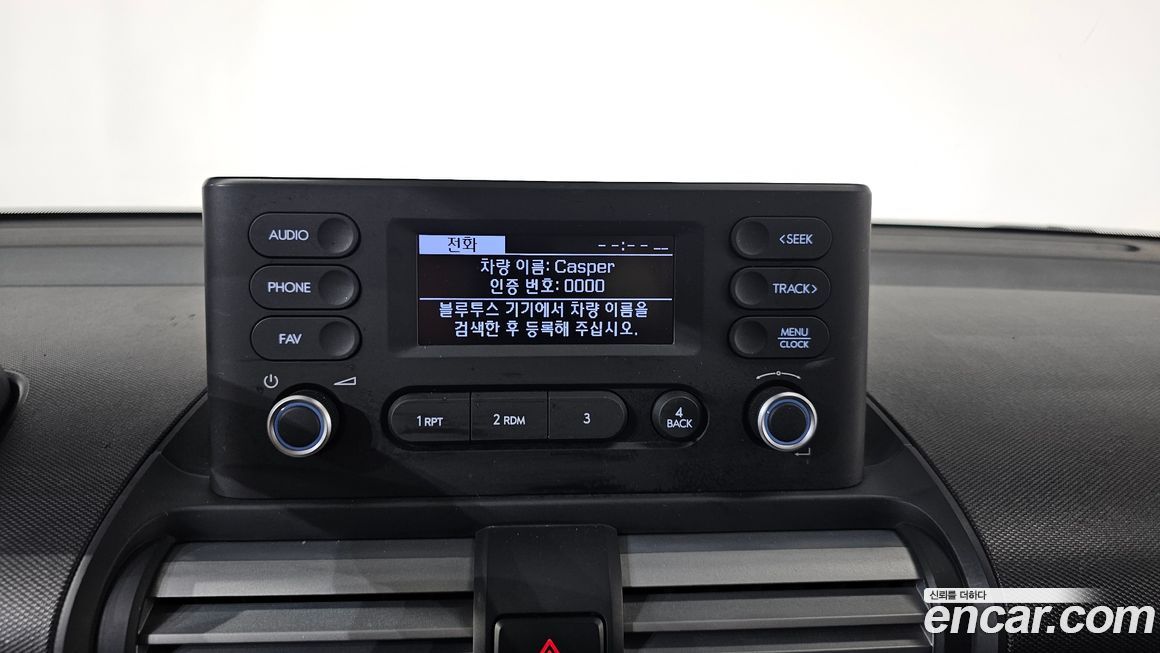 AUDIO
PHONE
FAV
전화
--:-- __
차량 이름: Casper
인증 번호: 0000
블루투스 기기에서 차량 이름을
검색한 후 등록해 주십시오.
<SEEK
TRACK>
MENU
CLOCK
1 RPT
2 RDM
3
4
BACK
신뢰를 더하다
encar.com